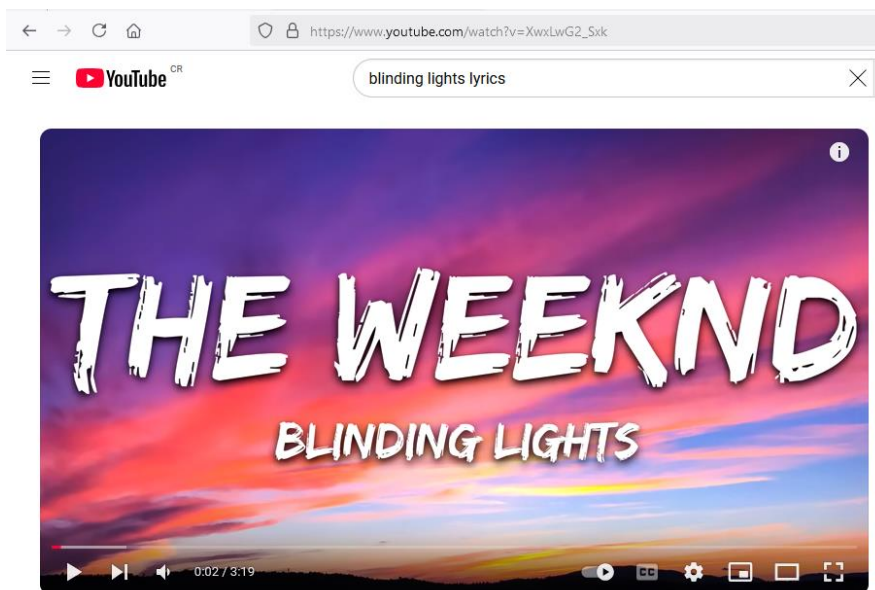 https://www.youtube.com/watch?v=XwxLwG2_Sxk
YouTube CR
blinding lights lyrics
THE WEEKND
BLINDING LIGHTS
0:02 / 3:19
CC